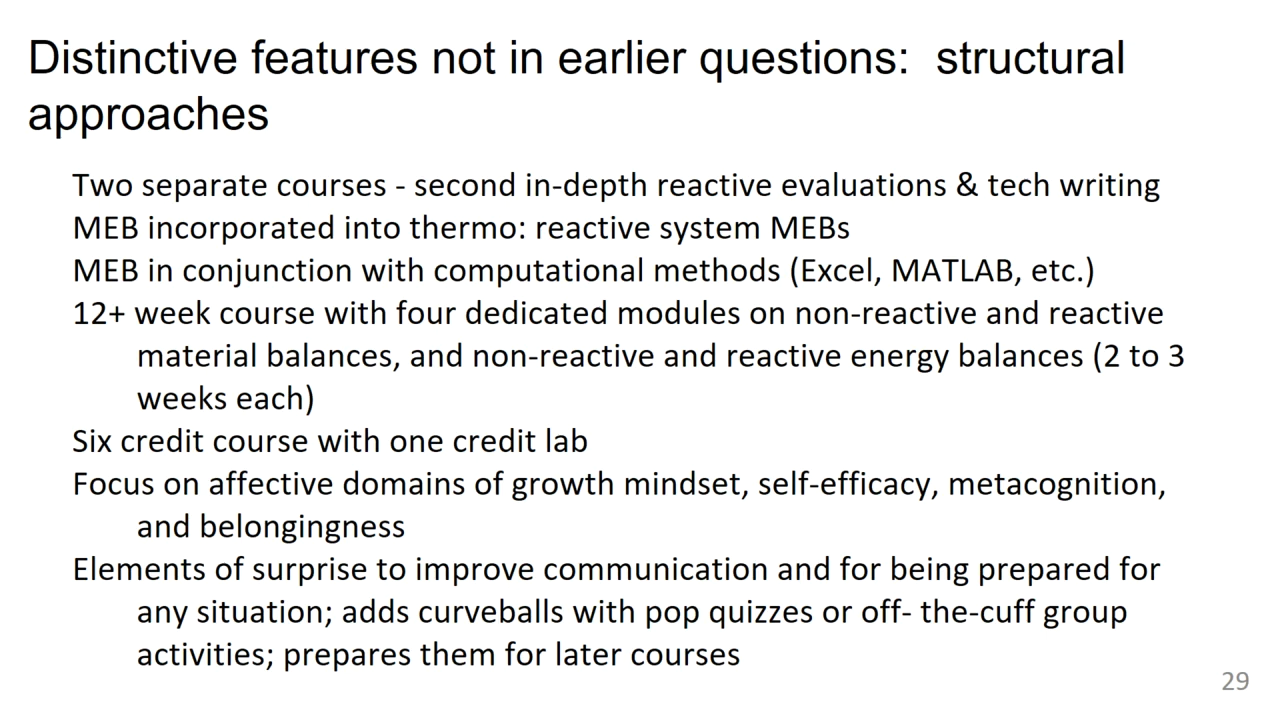 Distinctive features not in earlier questions:  structural
approaches
Two separate courses - second in-depth reactive evaluations & tech writing
MEB incorporated into thermo: reactive system MEBs
MEB in conjunction with computational methods (Excel, MATLAB, etc.)
12+ week course with four dedicated modules on non-reactive and reactive
material balances, and non-reactive and reactive energy balances (2 to 3
weeks each)
Six credit course with one credit lab
Focus on affective domains of growth mindset, self-efficacy, metacognition,
and belongingness
Elements of surprise to improve communication and for being prepared for
any situation; adds curveballs with pop quizzes or off- the-cuff group
activities; prepares them for later courses
29